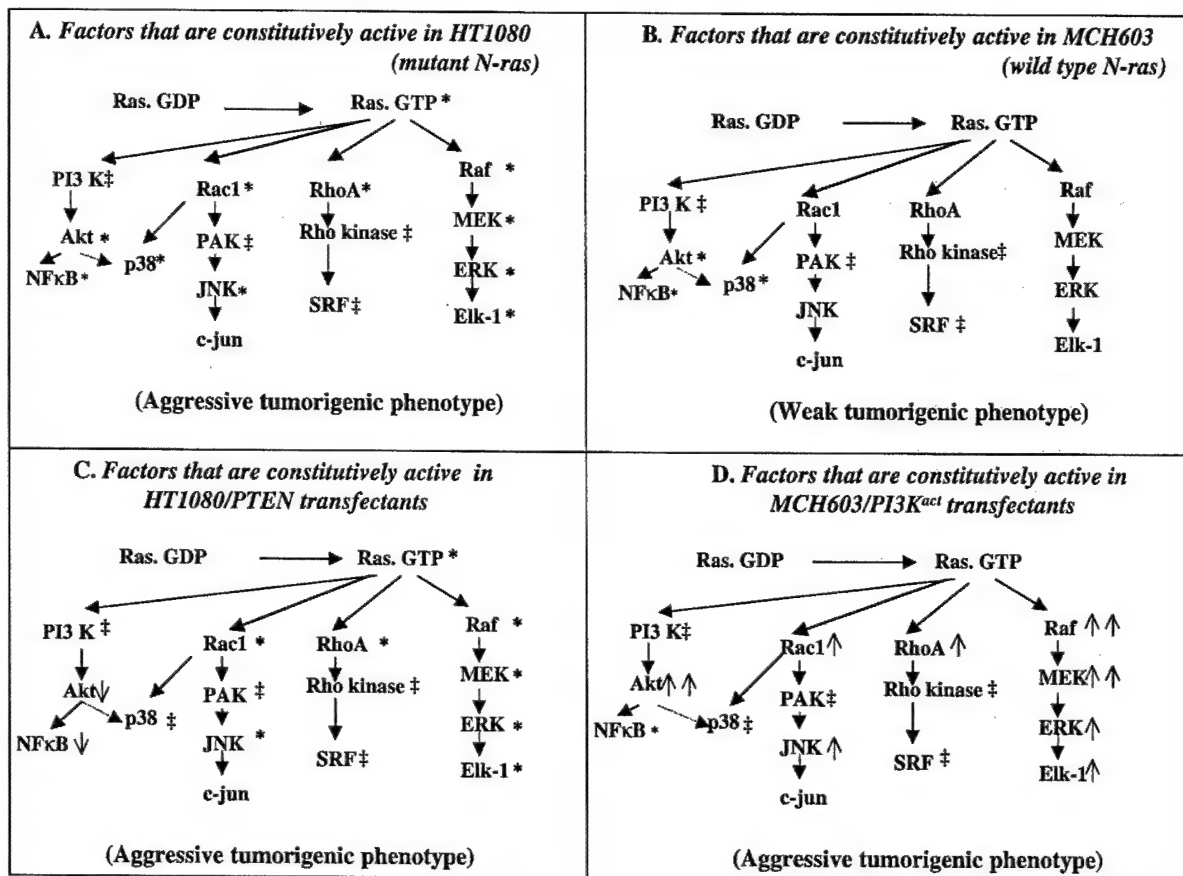 A. Factors that are constitutively active in HT1080
(mutant N-ras)
Ras. GDP Ras. GTP *
PI3 K‡ Rac1* RhoA* Raf *
Akt * PAK ‡ Rho kinase ‡ MEK*
NFκB* p38* JNK* SRF‡ ERK *
c-jun Elk-1*
(Aggressive tumorigenic phenotype)
B. Factors that are constitutively active in MCH603
(wild type N-ras)
Ras. GDP Ras. GTP
PI3 K ‡ Rac1 RhoA Raf
Akt * PAK ‡ Rho kinase‡ MEK
NFκB* p38* JNK SRF ‡ ERK
c-jun Elk-1
(Weak tumorigenic phenotype)
C. Factors that are constitutively active in
HT1080/PTEN transfectants
Ras. GDP Ras. GTP *
PI3 K ‡ Rac1 * RhoA * Raf *
Akt↓ PAK ‡ Rho kinase ‡ MEK*
NFκB ↓ p38 ‡ JNK * SRF‡ ERK *
c-jun Elk-1*
(Aggressive tumorigenic phenotype)
D. Factors that are constitutively active in
MCH603/PI3Kact transfectants
Ras. GDP Ras. GTP
PI3 K‡ Rac1↑ RhoA ↑ Raf ↑↑
Akt↑↑ PAK‡ Rho kinase ‡ MEK↑↑
NFκB * p38‡ JNK ↑ SRF ‡ ERK↑
c-jun Elk-1↑
(Aggressive tumorigenic phenotype)